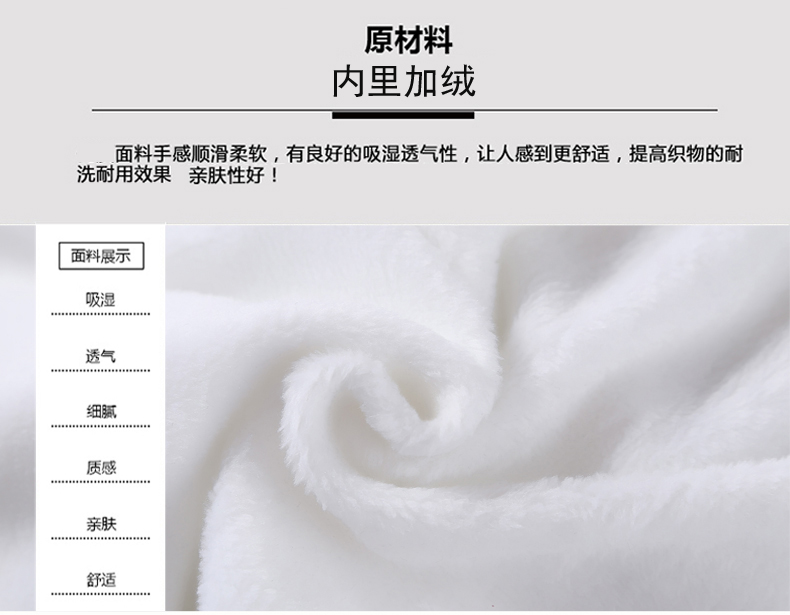 原材料
内里加绒
面料手感顺滑柔软，有良好的吸湿透气性，让人感到更舒适，提高织物的耐
洗耐用效果 亲肤性好！
面料展示
吸湿
透气
细腻
质感
亲肤
舒适